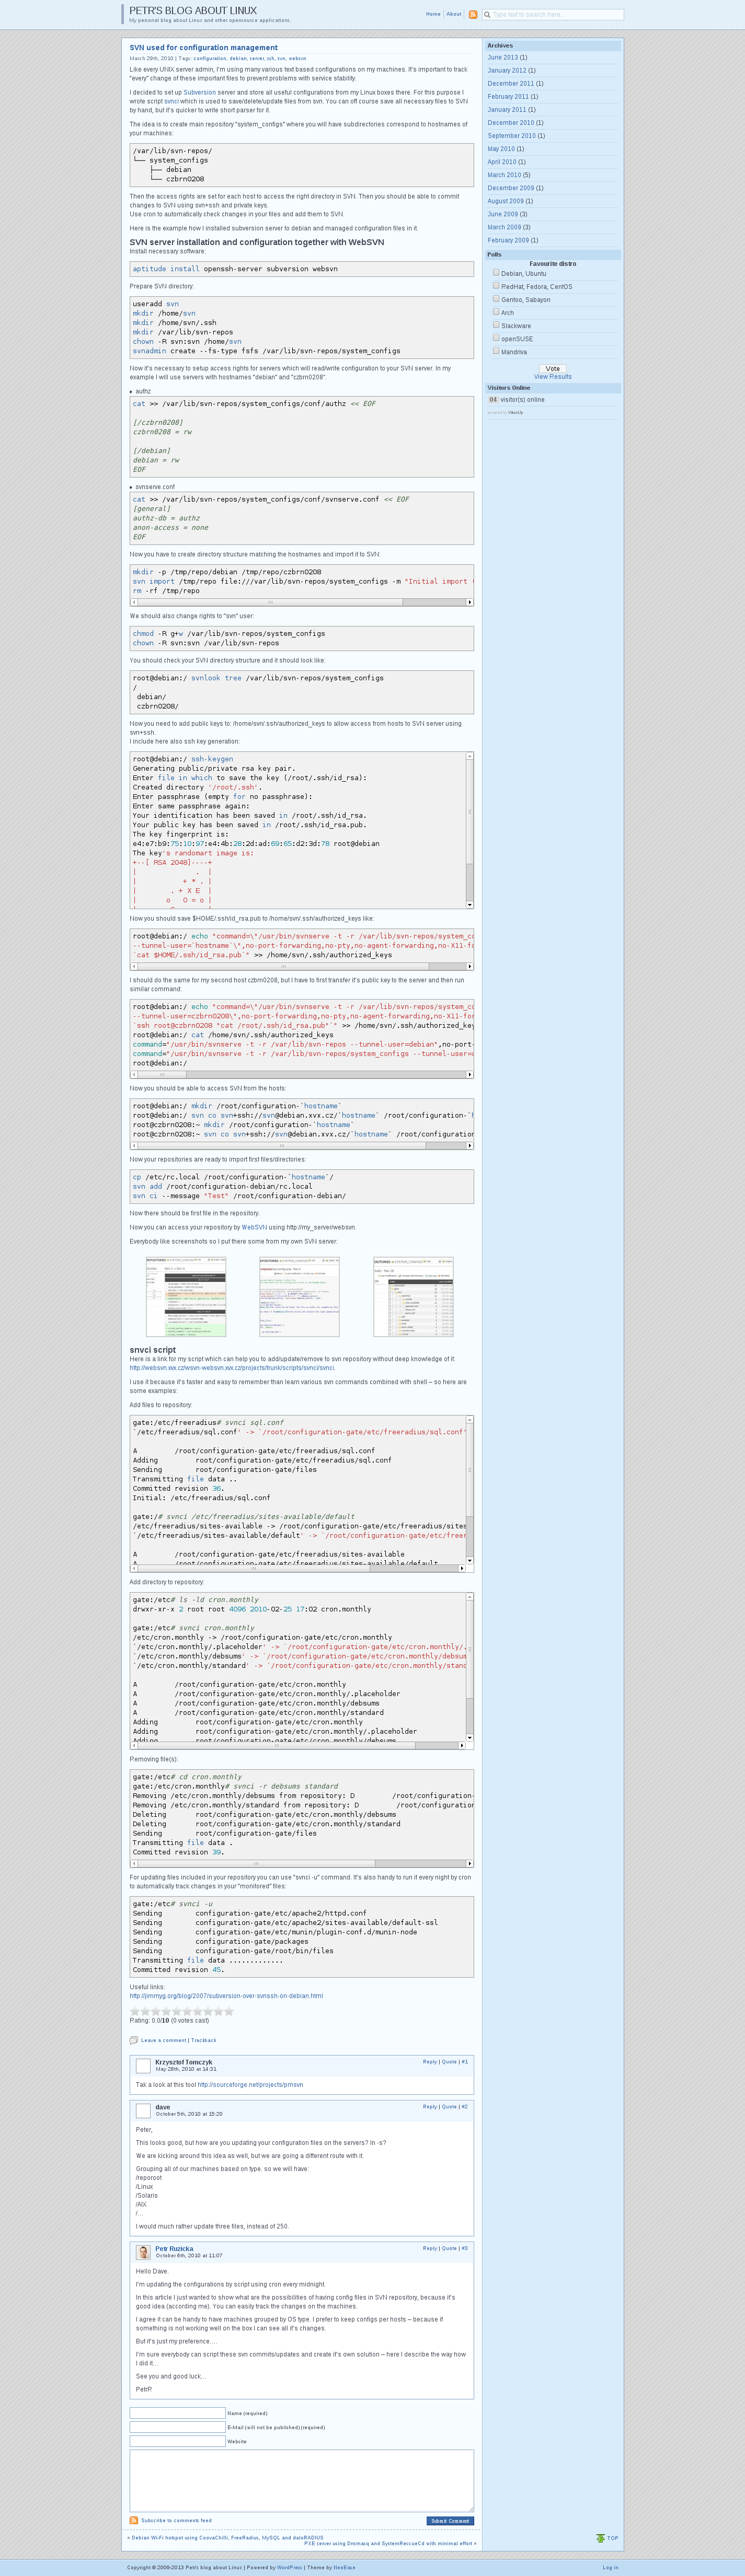 PETR'S BLOG ABOUT LINUX
My personal blog about Linux and other opensource applications.
Home
About
Type text to search here...
SVN used for configuration management
March 29th, 2010 | Tags: configuration, debian, server, ssh, svn, websvn
Like every UNIX server admin, I'm using many various text based configurations on my machines. It's important to track
"every" change of these important files to prevent problems with service stability.
I decided to set up Subversion server and store all useful configurations from my Linux boxes there. For this purpose I
wrote script svnci which is used to save/delete/update files from svn. You can off course save all necessary files to SVN
by hand, but it's quicker to write short parser for it.
The idea is to create main repository "system_configs" where you will have subdirectories correspond to hostnames of
your machines:
/var/lib/svn-repos/
└── system_configs
    ├── debian
    └── czbrn0208
Then the access rights are set for each host to access the right directory in SVN. Then you should be able to commit
changes to SVN using svn+ssh and private keys.
Use cron to automatically check changes in your files and add them to SVN.
Here is the example how I installed subversion server to debian and managed configuration files in it.
SVN server installation and configuration together with WebSVN
Install necessary software:
aptitude install openssh-server subversion websvn
Prepare SVN directory:
useradd svn
mkdir /home/svn
mkdir /home/svn/.ssh
mkdir /var/lib/svn-repos
chown -R svn:svn /home/svn
svnadmin create --fs-type fsfs /var/lib/svn-repos/system_configs
Now it's necessary to setup access rights for servers which will read/write configuration to your SVN server. In my
example I will use servers with hostnames "debian" and "czbrn0208".
authz
cat >> /var/lib/svn-repos/system_configs/conf/authz << EOF
[/czbrn0208]
czbrn0208 = rw
[/debian]
debian = rw
EOF
svnserve.conf
cat >> /var/lib/svn-repos/system_configs/conf/svnserve.conf << EOF
[general]
authz-db = authz
anon-access = none
EOF
Now you have to create directory structure matching the hostnames and import it to SVN:
mkdir -p /tmp/repo/debian /tmp/repo/czbrn0208
svn import /tmp/repo file:///var/lib/svn-repos/system_configs -m "Initial import
rm -rf /tmp/repo
We should also change rights to "svn" user:
chmod -R g+w /var/lib/svn-repos/system_configs
chown -R svn:svn /var/lib/svn-repos
You should check your SVN directory structure and it should look like:
root@debian:/ svnlook tree /var/lib/svn-repos/system_configs
/
 debian/
 czbrn0208/
Now you need to add public keys to: /home/svn/.ssh/authorized_keys to allow access from hosts to SVN server using
svn+ssh.
I include here also ssh key generation:
root@debian:/ ssh-keygen
Generating public/private rsa key pair.
Enter file in which to save the key (/root/.ssh/id_rsa):
Created directory '/root/.ssh'.
Enter passphrase (empty for no passphrase):
Enter same passphrase again:
Your identification has been saved in /root/.ssh/id_rsa.
Your public key has been saved in /root/.ssh/id_rsa.pub.
The key fingerprint is:
e4:e7:b9:75:10:97:e4:4b:28:2d:ad:69:65:d2:3d:78 root@debian
The key's randomart image is:
+--[ RSA 2048]----+
|              .  |
|           + * . |
|        . + X E  |
|       o   O = o |
Now you should save $HOME/.ssh/id_rsa.pub to /home/svn/.ssh/authorized_keys like:
root@debian:/ echo "command=\"/usr/bin/svnserve -t -r /var/lib/svn-repos/system_co
--tunnel-user=`hostname`\",no-port-forwarding,no-pty,no-agent-forwarding,no-X11-fo
`cat $HOME/.ssh/id_rsa.pub`" >> /home/svn/.ssh/authorized_keys
I should do the same for my second host czbrn0208, but I have to first transfer it's public key to the server and then run
similar command:
root@debian:/ echo "command=\"/usr/bin/svnserve -t -r /var/lib/svn-repos/system_co
--tunnel-user=czbrn0208\",no-port-forwarding,no-pty,no-agent-forwarding,no-X11-for
`ssh root@czbrn0208 "cat /root/.ssh/id_rsa.pub"`" >> /home/svn/.ssh/authorized_key
root@debian:/ cat /home/svn/.ssh/authorized_keys
command="/usr/bin/svnserve -t -r /var/lib/svn-repos --tunnel-user=debian",no-port-
command="/usr/bin/svnserve -t -r /var/lib/svn-repos/system_configs --tunnel-user=c
root@debian:/
Now you should be able to access SVN from the hosts:
root@debian:/ mkdir /root/configuration-`hostname`
root@debian:/ svn co svn+ssh://svn@debian.xvx.cz/`hostname` /root/configuration-`h
root@czbrn0208:~ mkdir /root/configuration-`hostname`
root@czbrn0208:~ svn co svn+ssh://svn@debian.xvx.cz/`hostname` /root/configuration
Now your repositories are ready to import first files/directories:
cp /etc/rc.local /root/configuration-`hostname`/
svn add /root/configuration-debian/rc.local
svn ci --message "Test" /root/configuration-debian/
Now there should be first file in the repository.
Now you can access your repository by WebSVN using http://my_server/websvn.
Everybody like screenshots so I put there some from my own SVN server:
snvci script
Here is a link for my script which can help you to add/update/remove to svn repository without deep knowledge of it:
http://websvn.xvx.cz/wsvn-websvn.xvx.cz/projects/trunk/scripts/svnci/svnci.
I use it because it's faster and easy to remember than learn various svn commands combined with shell – so here are
some examples:
Add files to repository:
gate:/etc/freeradius# svnci sql.conf
`/etc/freeradius/sql.conf' -> `/root/configuration-gate/etc/freeradius/sql.conf'
A         /root/configuration-gate/etc/freeradius/sql.conf
Adding         root/configuration-gate/etc/freeradius/sql.conf
Sending        root/configuration-gate/files
Transmitting file data ..
Committed revision 36.
Initial: /etc/freeradius/sql.conf
gate:/# svnci /etc/freeradius/sites-available/default
/etc/freeradius/sites-available -> /root/configuration-gate/etc/freeradius/sites
`/etc/freeradius/sites-available/default' -> `/root/configuration-gate/etc/freer
A         /root/configuration-gate/etc/freeradius/sites-available
A         /root/configuration-gate/etc/freeradius/sites-available/default
Add directory to repository:
gate:/etc# ls -ld cron.monthly
drwxr-xr-x 2 root root 4096 2010-02-25 17:02 cron.monthly
gate:/etc# svnci cron.monthly
/etc/cron.monthly -> /root/configuration-gate/etc/cron.monthly
`/etc/cron.monthly/.placeholder' -> `/root/configuration-gate/etc/cron.monthly/.
`/etc/cron.monthly/debsums' -> `/root/configuration-gate/etc/cron.monthly/debsum
`/etc/cron.monthly/standard' -> `/root/configuration-gate/etc/cron.monthly/stand
A         /root/configuration-gate/etc/cron.monthly
A         /root/configuration-gate/etc/cron.monthly/.placeholder
A         /root/configuration-gate/etc/cron.monthly/debsums
A         /root/configuration-gate/etc/cron.monthly/standard
Adding         root/configuration-gate/etc/cron.monthly
Adding         root/configuration-gate/etc/cron.monthly/.placeholder
Adding         root/configuration-gate/etc/cron.monthly/debsums
Removing file(s):
gate:/etc# cd cron.monthly
gate:/etc/cron.monthly# svnci -r debsums standard
Removing /etc/cron.monthly/debsums from repository: D         /root/configuration-
Removing /etc/cron.monthly/standard from repository: D         /root/configuration
Deleting       root/configuration-gate/etc/cron.monthly/debsums
Deleting       root/configuration-gate/etc/cron.monthly/standard
Sending        root/configuration-gate/files
Transmitting file data .
Committed revision 39.
For updating files included in your repository you can use "svnci -u" command. It's also handy to run it every night by cron
to automatically track changes in your "monitored" files:
gate:/etc# svnci -u
Sending        configuration-gate/etc/apache2/httpd.conf
Sending        configuration-gate/etc/apache2/sites-available/default-ssl
Sending        configuration-gate/etc/munin/plugin-conf.d/munin-node
Sending        configuration-gate/packages
Sending        configuration-gate/root/bin/files
Transmitting file data .............
Committed revision 45.
Useful links:
http://jimmyg.org/blog/2007/subversion-over-svnssh-on-debian.html
Rating: 0.0/10 (0 votes cast)
Leave a comment | Trackback
Krzysztof Tomczyk
May 28th, 2010 at 14:31
Reply | Quote | #1
Tak a look at this tool http://sourceforge.net/projects/pmsvn
dave
October 5th, 2010 at 15:20
Reply | Quote | #2
Peter,
This looks good, but how are you updating your configuration files on the servers? ln -s?
We are kicking around this idea as well, but we are going a different route with it.
Grouping all of our machines based on type. so we will have:
/reporoot
/Linux
/Solaris
/AIX
/…
I would much rather update three files, instead of 250.
Petr Ruzicka
October 6th, 2010 at 11:07
Reply | Quote | #3
Hello Dave.
I'm updating the configurations by script using cron every midnight.
In this article I just wanted to show what are the possibilities of having config files in SVN repository, because it's
good idea (according me). You can easily track the changes on the machines.
I agree it can be handy to have machines grouped by OS type. I prefer to keep configs per hosts – because if
something is not working well on the box I can see all it's changes.
But it's just my preference….
I'm sure everybody can script these svn commits/updates and create it's own solution – here I describe the way how
I did it…
See you and good luck…
PetrR
Name (required)
E-Mail (will not be published) (required)
Website
Subscribe to comments feed
Submit Comment
« Debian Wi-Fi hotspot using CoovaChilli, FreeRadius, MySQL and daloRADIUS
PXE server using Dnsmasq and SystemRescueCd with minimal effort »
Archives
June 2013 (1)
January 2012 (1)
December 2011 (1)
February 2011 (1)
January 2011 (1)
December 2010 (1)
September 2010 (1)
May 2010 (1)
April 2010 (1)
March 2010 (5)
December 2009 (1)
August 2009 (1)
June 2009 (3)
March 2009 (3)
February 2009 (1)
Polls
Favourite distro
Debian, Ubuntu
RedHat, Fedora, CentOS
Gentoo, Sabayon
Arch
Slackware
openSUSE
Mandriva
Vote
View Results
Visitors Online
04 visitor(s) online
TOP
Copyright © 2009-2013 Petr's blog about Linux | Powered by WordPress | Theme by NeoEase
Log in